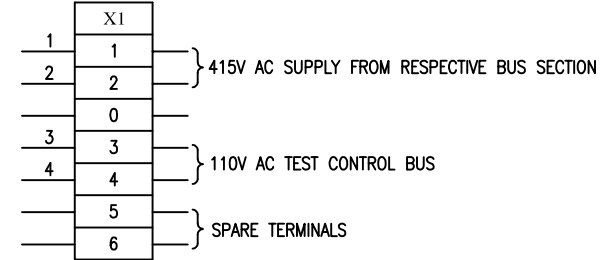 X1
1 1
2 2 415V AC SUPPLY FROM RESPECTIVE BUS SECTION
0
3 3
4 4 110V AC TEST CONTROL BUS
5
6 SPARE TERMINALS